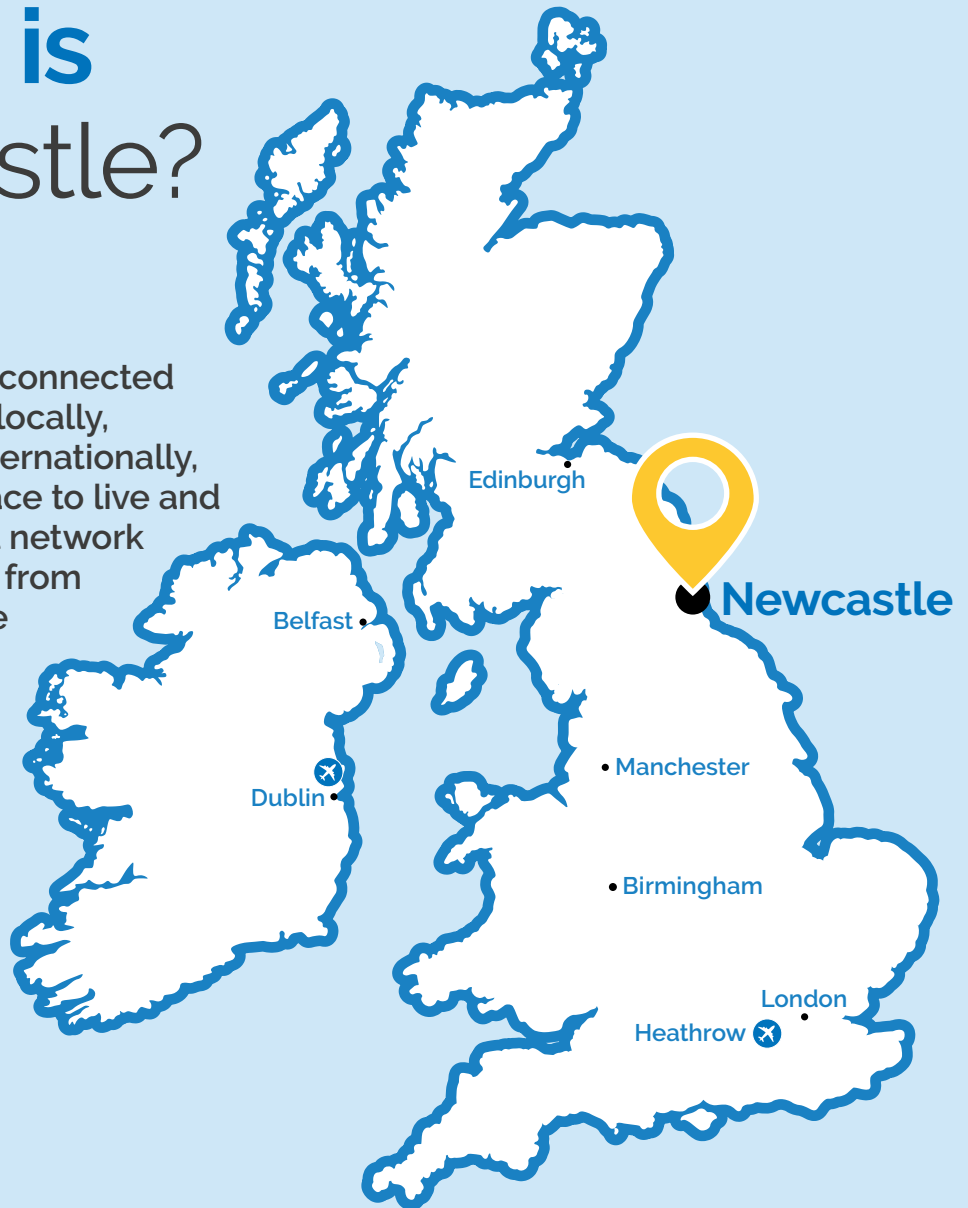 is
stle?
connected
locally,
ernationally,
ace to live and
network
from
e
Edinburgh
Newcastle
Belfast
Manchester
Dublin
Birmingham
London
Heathrow